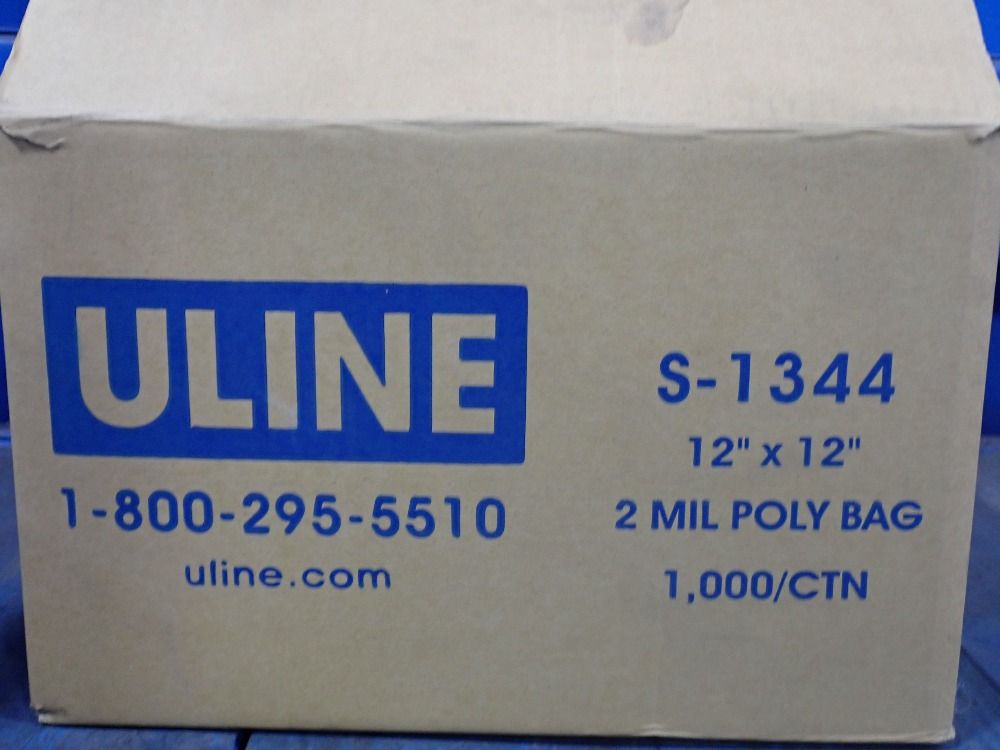 ULINE
1-800-295-5510
uline.com
S-1344
12" x 12"
2 MIL POLY BAG
1,000/CTN